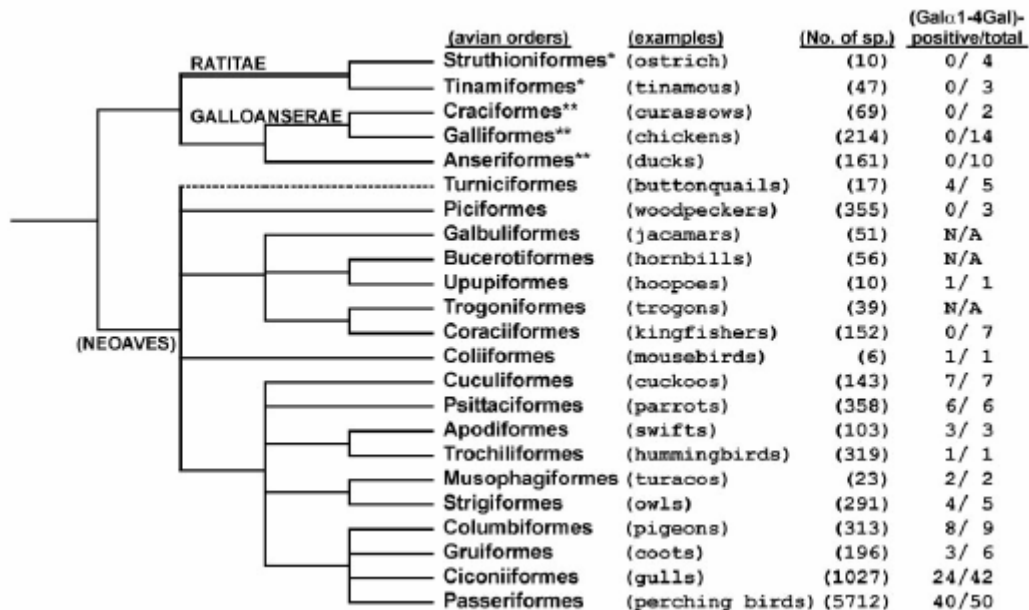 (Galα1-4Gal)-
(avian orders) (examples) (No. of sp.) positive/total
RATITAE
Struthioniformes* (ostrich) (10) 0/ 4
Tinamiformes* (tinamous) (47) 0/ 3
GALLOANSERAE
Craciformes** (curassows) (69) 0/ 2
Galliformes** (chickens) (214) 0/14
Anseriformes** (ducks) (161) 0/10
Turniciformes (buttonquails) (17) 4/ 5
Piciformes (woodpeckers) (355) 0/ 3
Galbuliformes (jacamars) (51) N/A
Bucerotiformes (hornbills) (56) N/A
Upupiformes (hoopoes) (10) 1/ 1
Trogoniformes (trogons) (39) N/A
Coraciiformes (kingfishers) (152) 0/ 7
(NEOAVES)
Coliiformes (mousebirds) (6) 1/ 1
Cuculiformes (cuckoos) (143) 7/ 7
Psittaciformes (parrots) (358) 6/ 6
Apodiformes (swifts) (103) 3/ 3
Trochiliformes (hummingbirds) (319) 1/ 1
Musophagiformes (turacos) (23) 2/ 2
Strigiformes (owls) (291) 4/ 5
Columbiformes (pigeons) (313) 8/ 9
Gruiformes (coots) (196) 3/ 6
Ciconiiformes (gulls) (1027) 24/42
Passeriformes (perching birds) (5712) 40/50